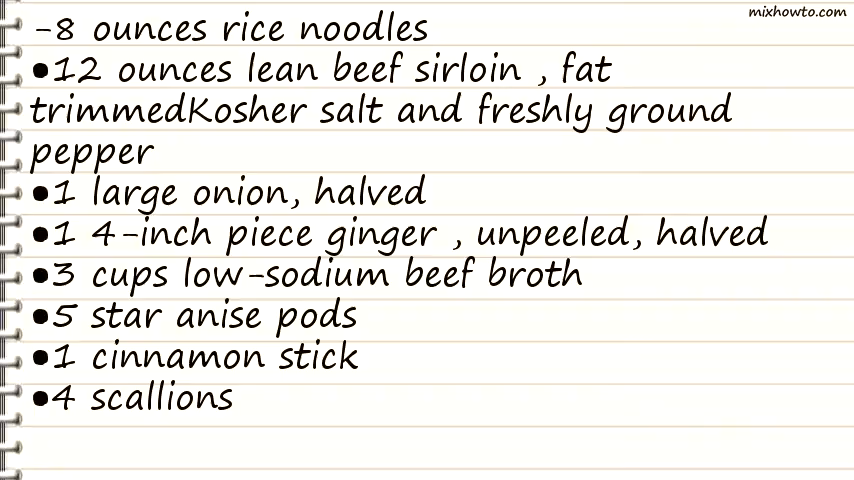 mixhowto.com
-8 ounces rice noodles
•12 ounces lean beef sirloin , fat
trimmedKosher salt and freshly ground
pepper
•1 large onion, halved
•1 4-inch piece ginger , unpeeled, halved
•3 cups low-sodium beef broth
•5 star anise pods
•1 cinnamon stick
•4 scallions